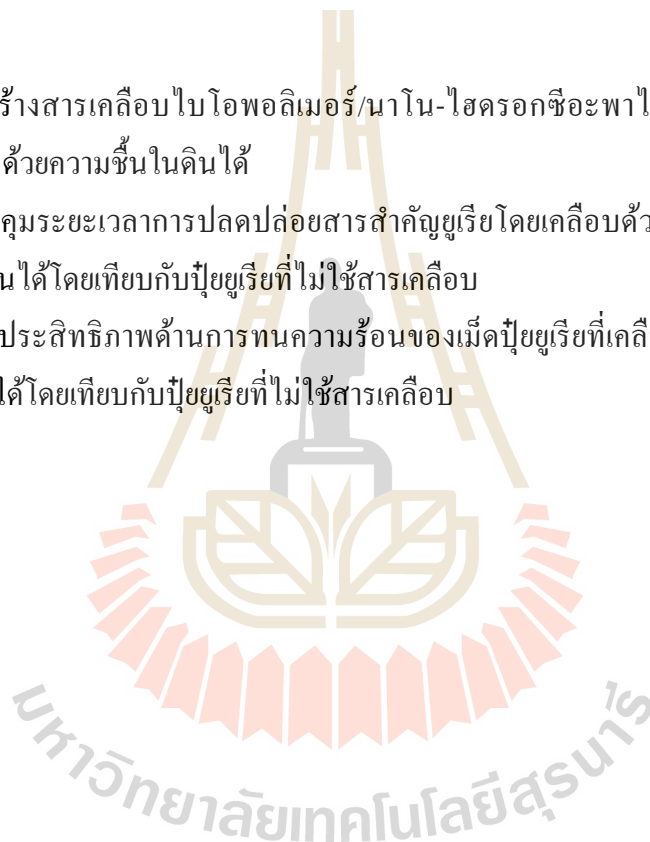 ร้างสารเคลือบไบโอพอลิเมอร์/นาโน-ไฮดรอกซีอะพาไ
ด้วยความชื้นในดินได้
คุมระยะเวลาการปลดปล่อยสารสำคัญยูเรียโดยเคลือบด้ว
นได้โดยเทียบกับปุ๋ยยูเรียที่ไม่ใช้สารเคลือบ
ประสิทธิภาพด้านการทนความร้อนของเม็ดปุ๋ยยูเรียที่เคลื
ได้โดยเทียบกับปุ๋ยยูเรียที่ไม่ใช้สารเคลือบ
มหาวิทยาลัยเทคโนโลยีสุรนารี